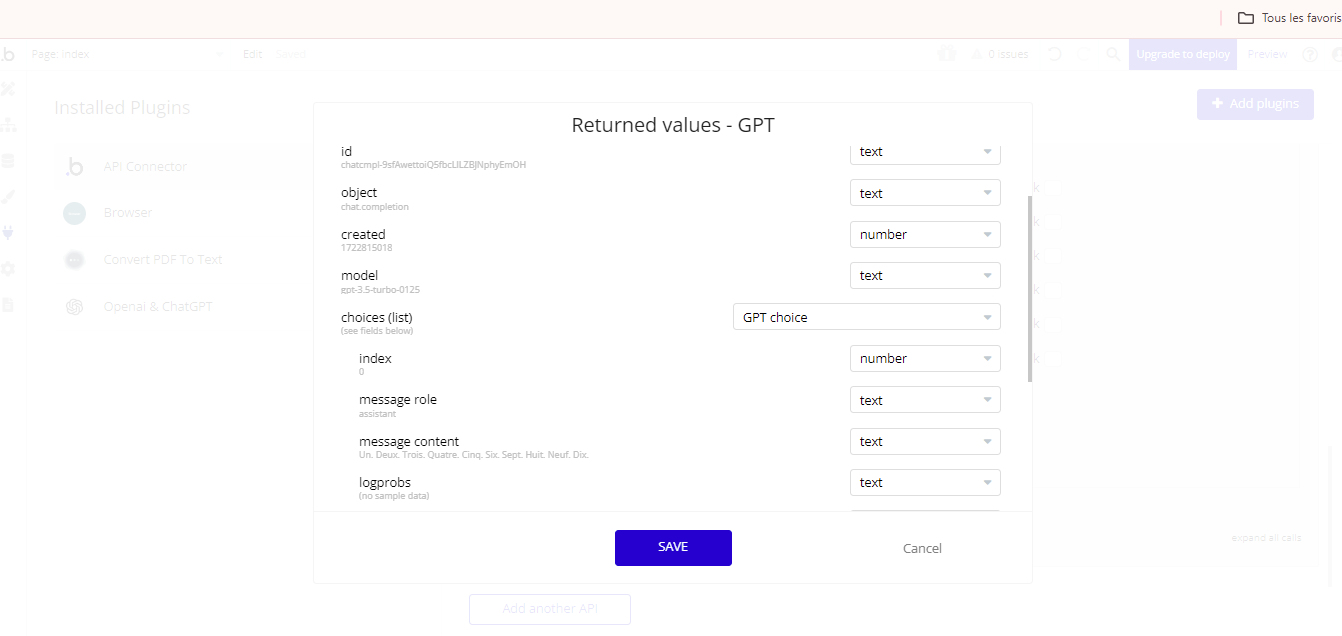 Tous les favoris
Page: index
Edit
Saved
0 issues
Upgrade to deploy
Preview
Installed Plugins
Add plugins
API Connector
Browser
Convert PDF To Text
Openai & ChatGPT
Returned values - GPT
id
text
object
chat.completion
text
created
1722815018
number
model
gpt-3.5-turbo-0125
text
choices (list)
(see fields below)
GPT choice
index
0
number
message role
assistant
text
message content
Un. Deux. Trois. Quatre. Cinq. Six. Sept. Huit. Neuf. Dix.
text
logprobs
(no sample data)
text
SAVE
Cancel
expand all calls
Add another API